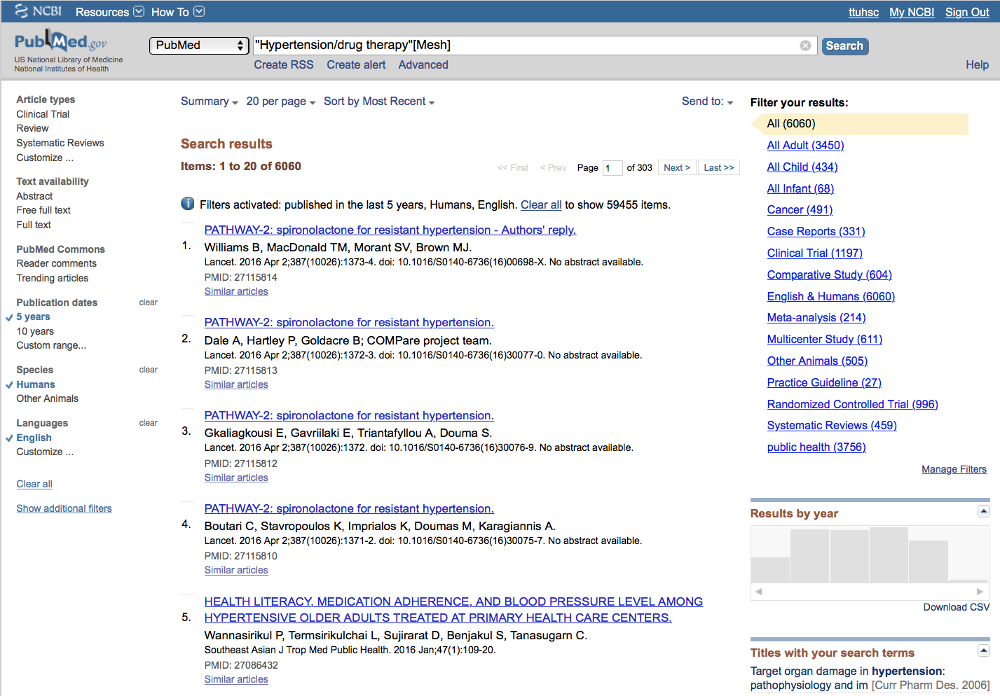 NCBI Resources How To ttuhsc My NCBI Sign Out
PubMed.gov
US National Library of Medicine
National Institutes of Health
PubMed "Hypertension/drug therapy"[Mesh] Search
Create RSS Create alert Advanced Help
Article types
Clinical Trial
Review
Systematic Reviews
Customize ...
Text availability
Abstract
Free full text
Full text
PubMed Commons
Reader comments
Trending articles
Publication dates clear
5 years
10 years
Custom range...
Species clear
Humans
Other Animals
Languages clear
English
Customize ...
Clear all
Show additional filters
Summary 20 per page Sort by Most Recent Send to:
Search results
Items: 1 to 20 of 6060
<< First < Prev Page 1 of 303 Next > Last >>
Filters activated: published in the last 5 years, Humans, English. Clear all to show 59455 items.
PATHWAY-2: spironolactone for resistant hypertension - Authors' reply.
1. Williams B, MacDonald TM, Morant SV, Brown MJ.
Lancet. 2016 Apr 2;387(10026):1373-4. doi: 10.1016/S0140-6736(16)00698-X. No abstract available.
PMID: 27115814
Similar articles
PATHWAY-2: spironolactone for resistant hypertension.
2. Dale A, Hartley P, Goldacre B; COMPare project team.
Lancet. 2016 Apr 2;387(10026):1372-3. doi: 10.1016/S0140-6736(16)30077-0. No abstract available.
PMID: 27115813
Similar articles
PATHWAY-2: spironolactone for resistant hypertension.
3. Gkaliagkousi E, Gavriilaki E, Triantafyllou A, Douma S.
Lancet. 2016 Apr 2;387(10026):1372. doi: 10.1016/S0140-6736(16)30076-9. No abstract available.
PMID: 27115812
Similar articles
PATHWAY-2: spironolactone for resistant hypertension.
4. Boutari C, Stavropoulos K, Imprialos K, Doumas M, Karagiannis A.
Lancet. 2016 Apr 2;387(10026):1371-2. doi: 10.1016/S0140-6736(16)30075-7. No abstract available.
PMID: 27115810
Similar articles
HEALTH LITERACY, MEDICATION ADHERENCE, AND BLOOD PRESSURE LEVEL AMONG
5. HYPERTENSIVE OLDER ADULTS TREATED AT PRIMARY HEALTH CARE CENTERS.
Wannasirikul P, Termsirikulchai L, Sujirarat D, Benjakul S, Tanasugarn C.
Southeast Asian J Trop Med Public Health. 2016 Jan;47(1):109-20.
PMID: 27086432
Similar articles
Filter your results:
All (6060)
All Adult (3450)
All Child (434)
All Infant (68)
Cancer (491)
Case Reports (331)
Clinical Trial (1197)
Comparative Study (604)
English & Humans (6060)
Meta-analysis (214)
Multicenter Study (611)
Other Animals (505)
Practice Guideline (27)
Randomized Controlled Trial (996)
Systematic Reviews (459)
public health (3756)
Manage Filters
Results by year
Download CSV
Titles with your search terms
Target organ damage in hypertension:
pathophysiology and im [Curr Pharm Des. 2006]